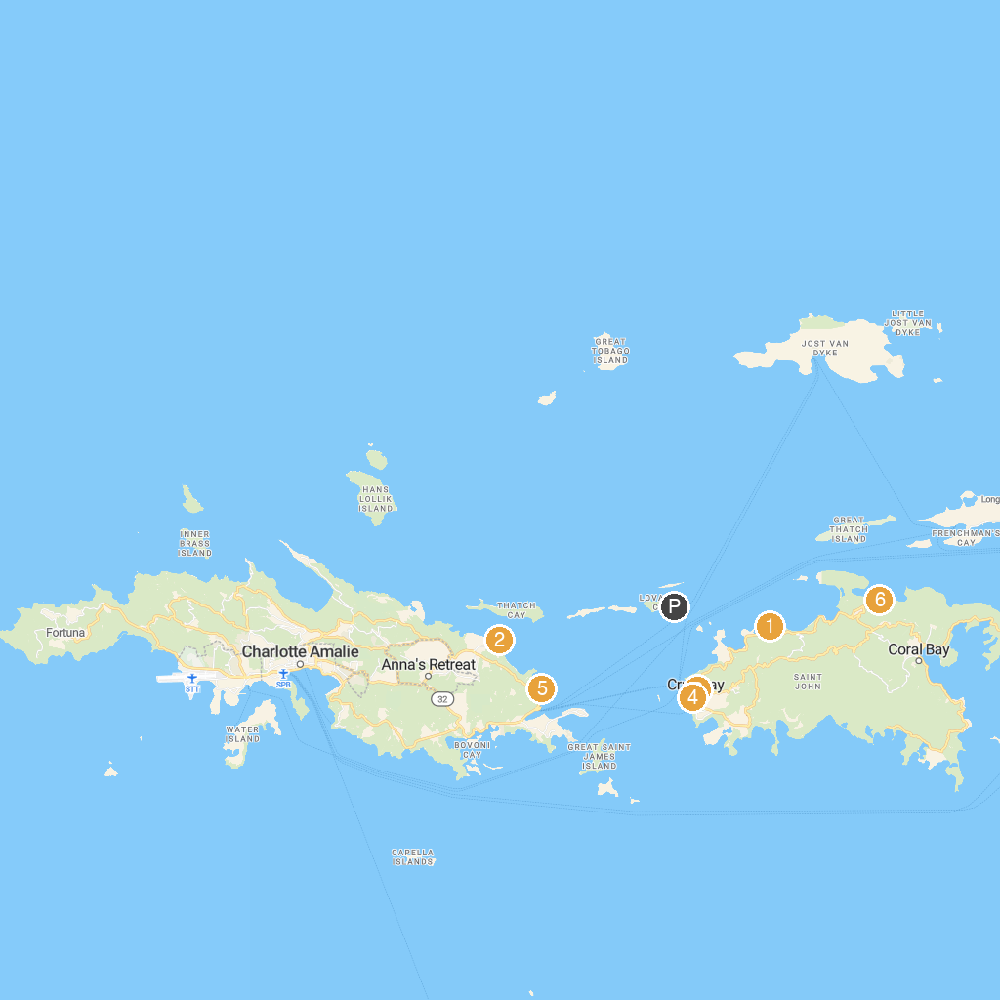 LITTLE
JOST VAN
DYKE
JOST VAN
DYKE
GREAT
TOBAGO
ISLAND
HANS
LOLLIK
ISLAND
Long
GREAT
THATCH
ISLAND
FRENCHMAN'S
CAY
INNER
BRASS
ISLAND
THATCH
CAY
P
6
1
2
Fortuna
Charlotte Amalie
Anna's Retreat
Coral Bay
STT
SPB
32
5
4
SAINT
JOHN
WATER
ISLAND
BOVONI
CAY
GREAT SAINT
JAMES
ISLAND
CAPELLA
ISLANDS